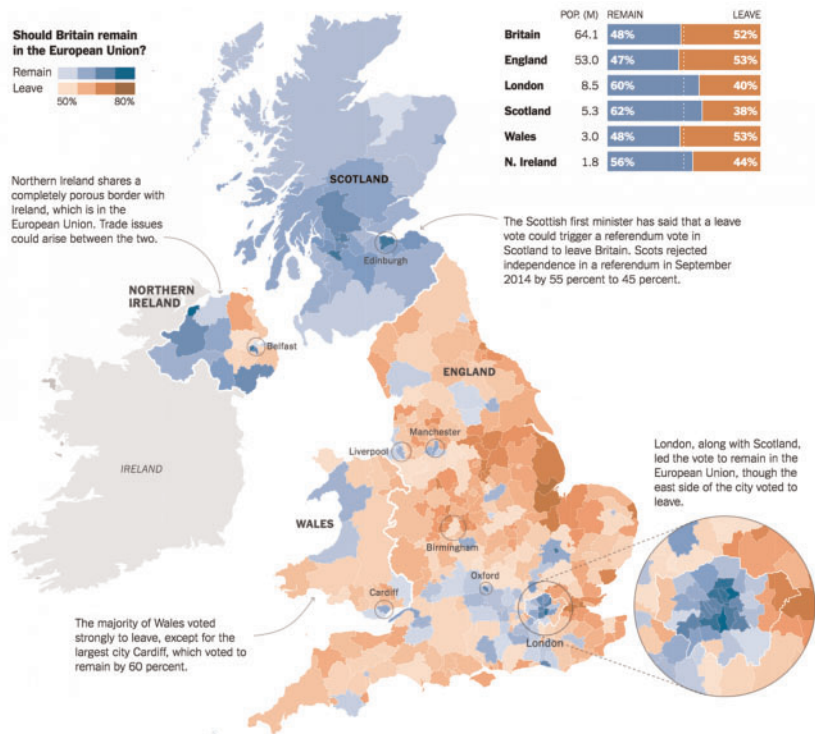 Should Britain remain
in the European Union?
Remain
Leave
50% 80%
POP. (M) REMAIN LEAVE
Britain 64.1 48% 52%
England 53.0 47% 53%
London 8.5 60% 40%
Scotland 5.3 62% 38%
Wales 3.0 48% 53%
N. Ireland 1.8 56% 44%
Northern Ireland shares a
completely porous border with
Ireland, which is in the
European Union. Trade issues
could arise between the two.
SCOTLAND
Edinburgh
The Scottish first minister has said that a leave
vote could trigger a referendum vote in
Scotland to leave Britain. Scots rejected
independence in a referendum in September
2014 by 55 percent to 45 percent.
NORTHERN
IRELAND
Belfast
ENGLAND
IRELAND
Liverpool
Manchester
London, along with Scotland,
led the vote to remain in the
European Union, though the
east side of the city voted to
leave.
WALES
Birmingham
Oxford
Cardiff
London
The majority of Wales voted
strongly to leave, except for the
largest city Cardiff, which voted to
remain by 60 percent.